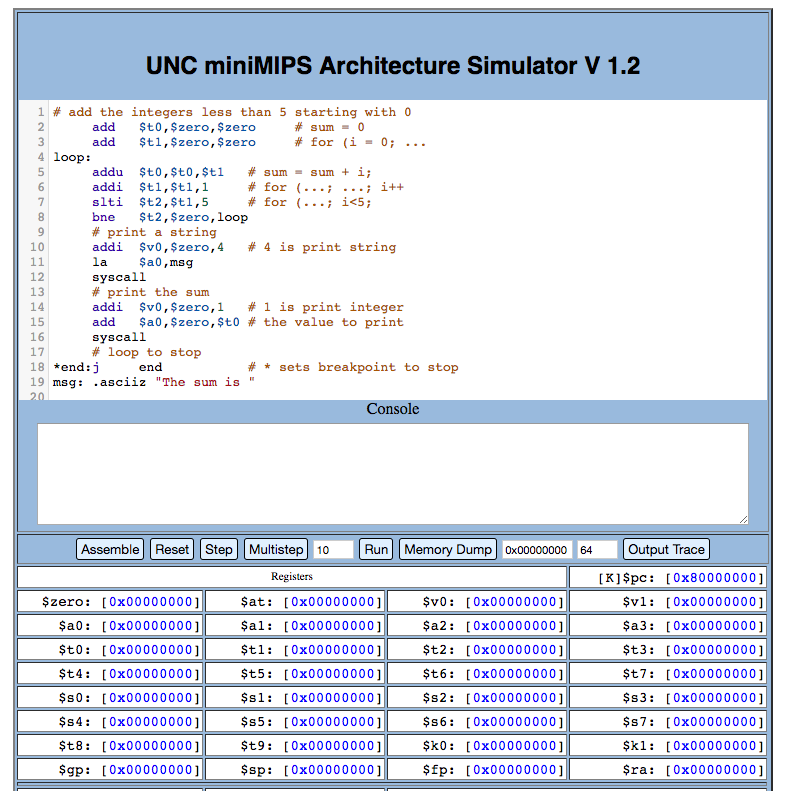 UNC miniMIPS Architecture Simulator V 1.2
1 # add the integers less than 5 starting with 0
2 add $t0,$zero,$zero # sum = 0
3 add $t1,$zero,$zero # for (i = 0; ...
4 loop:
5 addu $t0,$t0,$t1 # sum = sum + i;
6 addi $t1,$t1,1 # for (...; ...; i++
7 slti $t2,$t1,5 # for (...; i<5;
8 bne $t2,$zero,loop
9 # print a string
10 addi $v0,$zero,4 # 4 is print string
11 la $a0,msg
12 syscall
13 # print the sum
14 addi $v0,$zero,1 # 1 is print integer
15 add $a0,$zero,$t0 # the value to print
16 syscall
17 # loop to stop
18 *end:j end # * sets breakpoint to stop
19 msg: .asciiz "The sum is "
20
Console
Assemble Reset Step Multistep 10 Run Memory Dump 0x00000000 64 Output Trace
Registers [K]$pc: [0x80000000]
$zero: [0x00000000] $at: [0x00000000] $v0: [0x00000000] $v1: [0x00000000]
$a0: [0x00000000] $a1: [0x00000000] $a2: [0x00000000] $a3: [0x00000000]
$t0: [0x00000000] $t1: [0x00000000] $t2: [0x00000000] $t3: [0x00000000]
$t4: [0x00000000] $t5: [0x00000000] $t6: [0x00000000] $t7: [0x00000000]
$s0: [0x00000000] $s1: [0x00000000] $s2: [0x00000000] $s3: [0x00000000]
$s4: [0x00000000] $s5: [0x00000000] $s6: [0x00000000] $s7: [0x00000000]
$t8: [0x00000000] $t9: [0x00000000] $k0: [0x00000000] $k1: [0x00000000]
$gp: [0x00000000] $sp: [0x00000000] $fp: [0x00000000] $ra: [0x00000000]